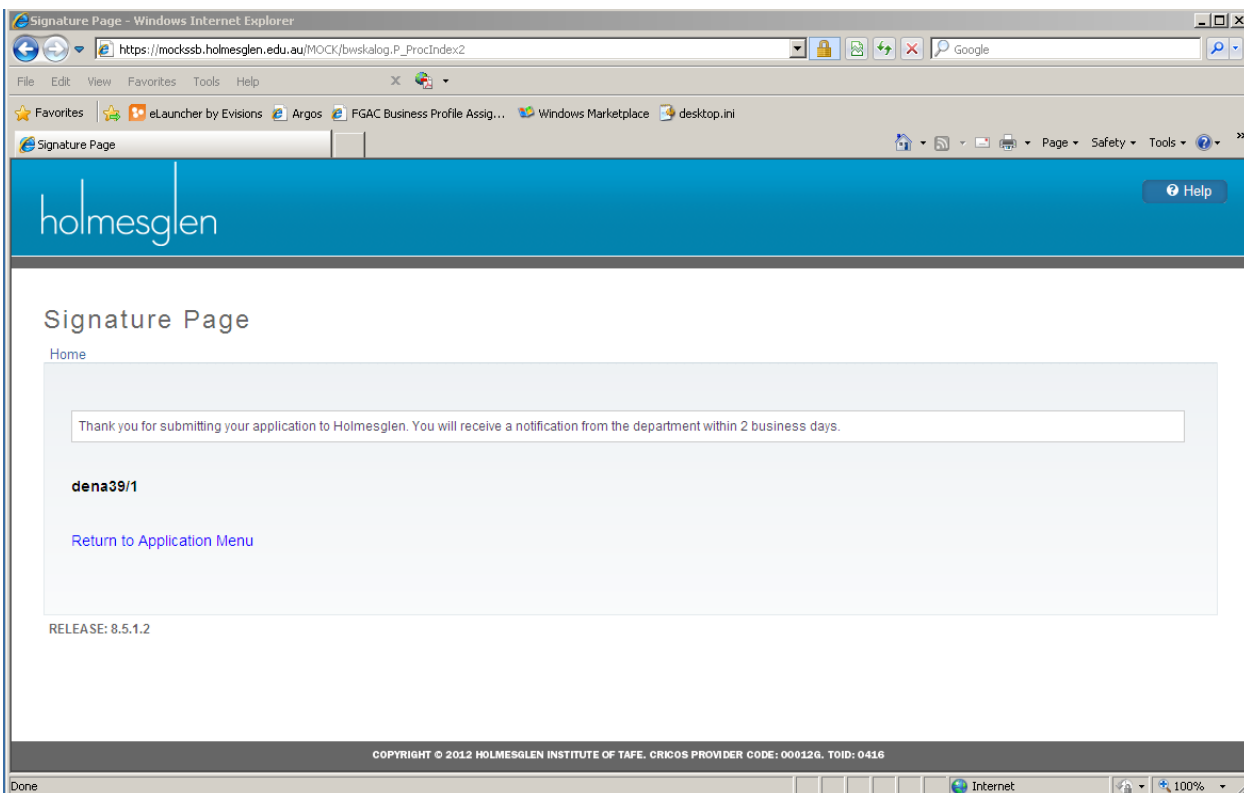 Signature Page - Windows Internet Explorer
https://mockssb.holmesglen.edu.au/MOCK/bwskalog.P_ProcIndex2
Google
File Edit View Favorites Tools Help
Favorites eLauncher by Evisions Argos FGAC Business Profile Assig... Windows Marketplace desktop.ini
Signature Page Page Safety Tools »
Help
holmesglen
Signature Page
Home
Thank you for submitting your application to Holmesglen. You will receive a notification from the department within 2 business days.
dena39/1
Return to Application Menu
RELEASE: 8.5.1.2
COPYRIGHT © 2012 HOLMESGLEN INSTITUTE OF TAFE. CRICOS PROVIDER CODE: 00012G. TOID: 0416
Done Internet 100%